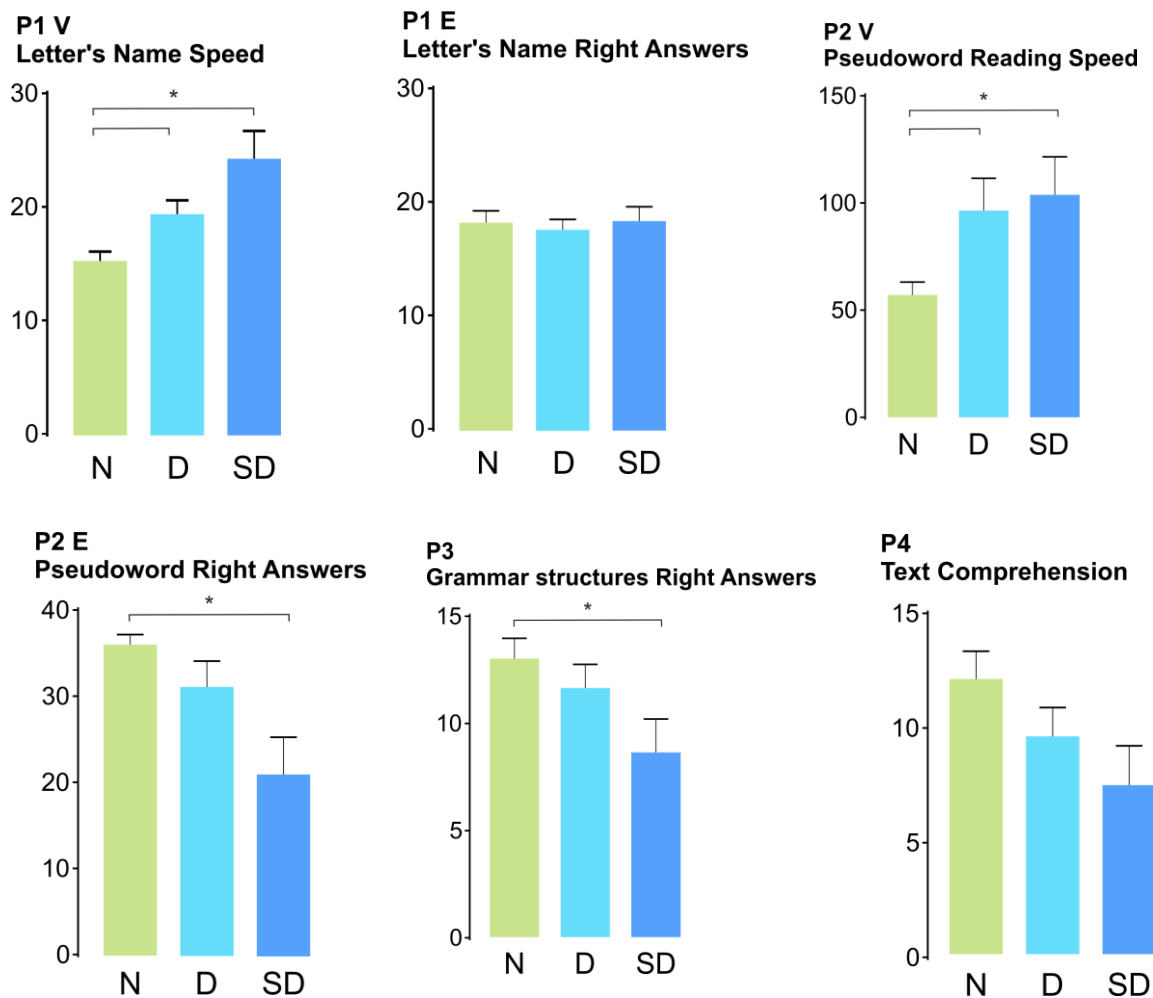 P1 V
Letter's Name Speed
30
20
10
0
*
N D SD
P1 E
Letter's Name Right Answers
30
20
10
0
N D SD
P2 V
Pseudoword Reading Speed
150
100
50
0
*
N D SD
P2 E
Pseudoword Right Answers
40
30
20
10
0
*
N D SD
P3
Grammar structures Right Answers
15
10
5
0
*
N D SD
P4
Text Comprehension
15
10
5
0
N D SD